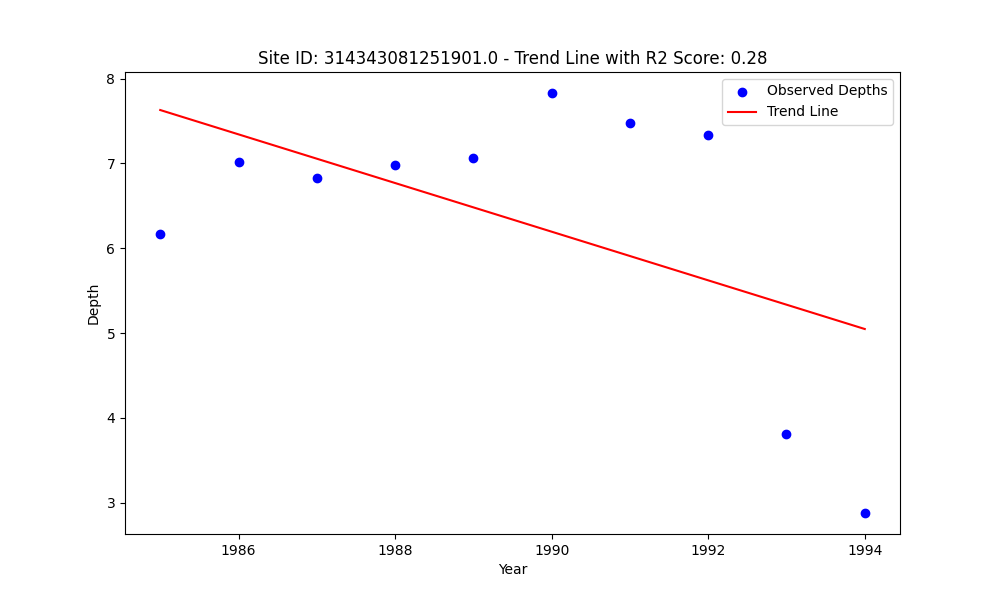 Site ID: 314343081251901.0 - Trend Line with R2 Score: 0.28
Observed Depths
Trend Line
8
7
6
5
4
3
Depth
1986
1988
1990
1992
1994
Year